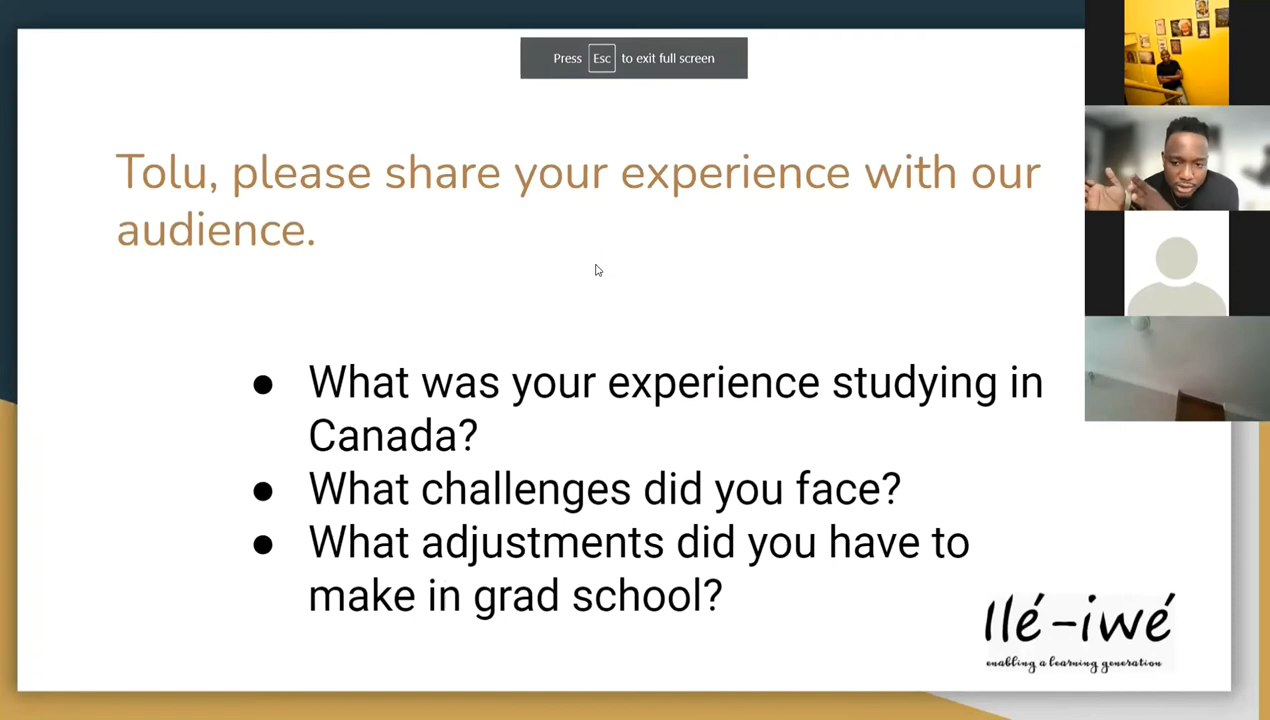 Press Esc to exit full screen
Tolu, please share your experience with our
audience.
● What was your experience studying in
Canada?
● What challenges did you face?
● What adjustments did you have to
make in grad school?
Ilé-iwé
enabling a learning generation